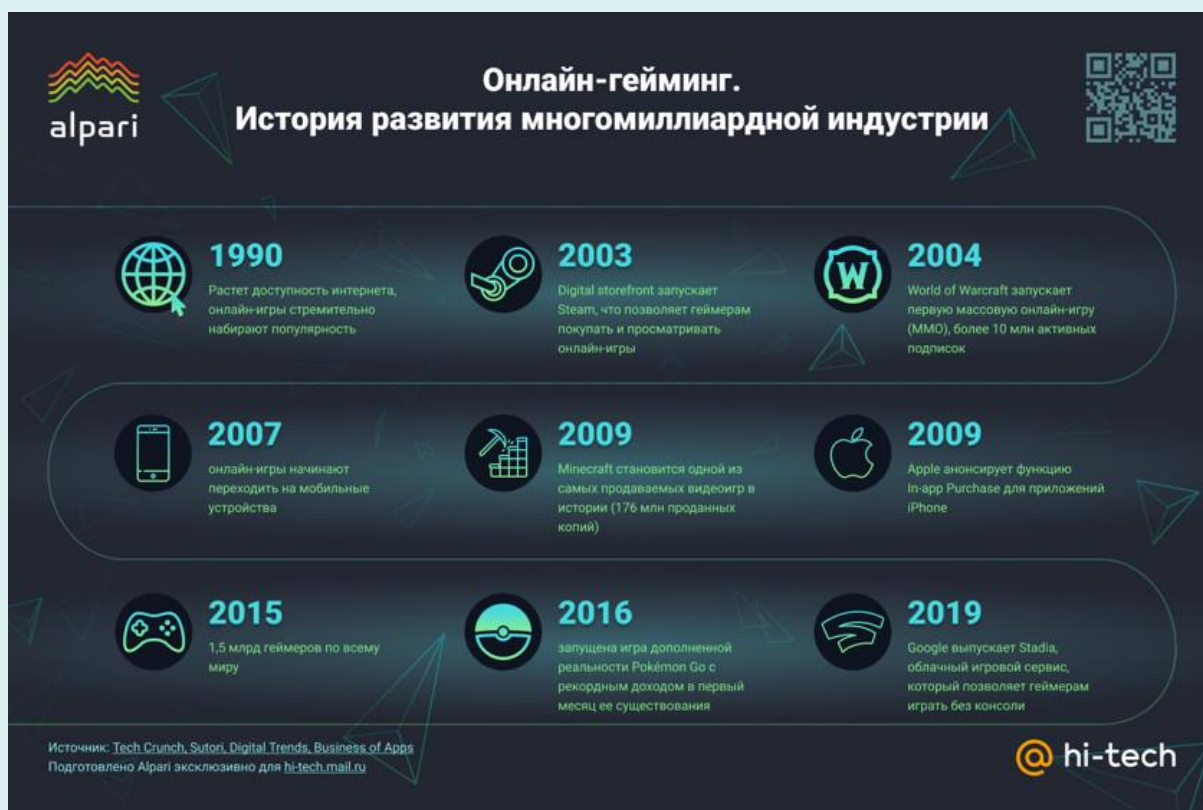 alpari
Онлайн-гейминг.
История развития многомиллиардной индустрии
1990
Растет доступность интернета,
онлайн-игры стремительно
набирают популярность
2003
Digital storefront запускает
Steam, что позволяет геймерам
покупать и просматривать
онлайн-игры
W
2004
World of Warcraft запускает
первую массовую онлайн-игру
(ММО), более 10 млн активных
подписок
2007
онлайн-игры начинают
переходить на мобильные
устройства
2009
Minecraft становится одной из
самых продаваемых видеоигр в
истории (176 млн проданных
копий)
2009
Apple анонсирует функцию
In-app Purchase для приложений
iPhone
2015
1,5 млрд геймеров по всему
миру
2016
запущена игра дополненной
реальности Pokémon Go с
рекордным доходом в первый
месяц ее существования
2019
Google выпускает Stadia,
облачный игровой сервис,
который позволяет геймерам
играть без консоли
Источник: Tech Crunch, Sutori, Digital Trends, Business of Apps
Подготовлено Alpari эксклюзивно для hi-tech.mail.ru
@ hi-tech